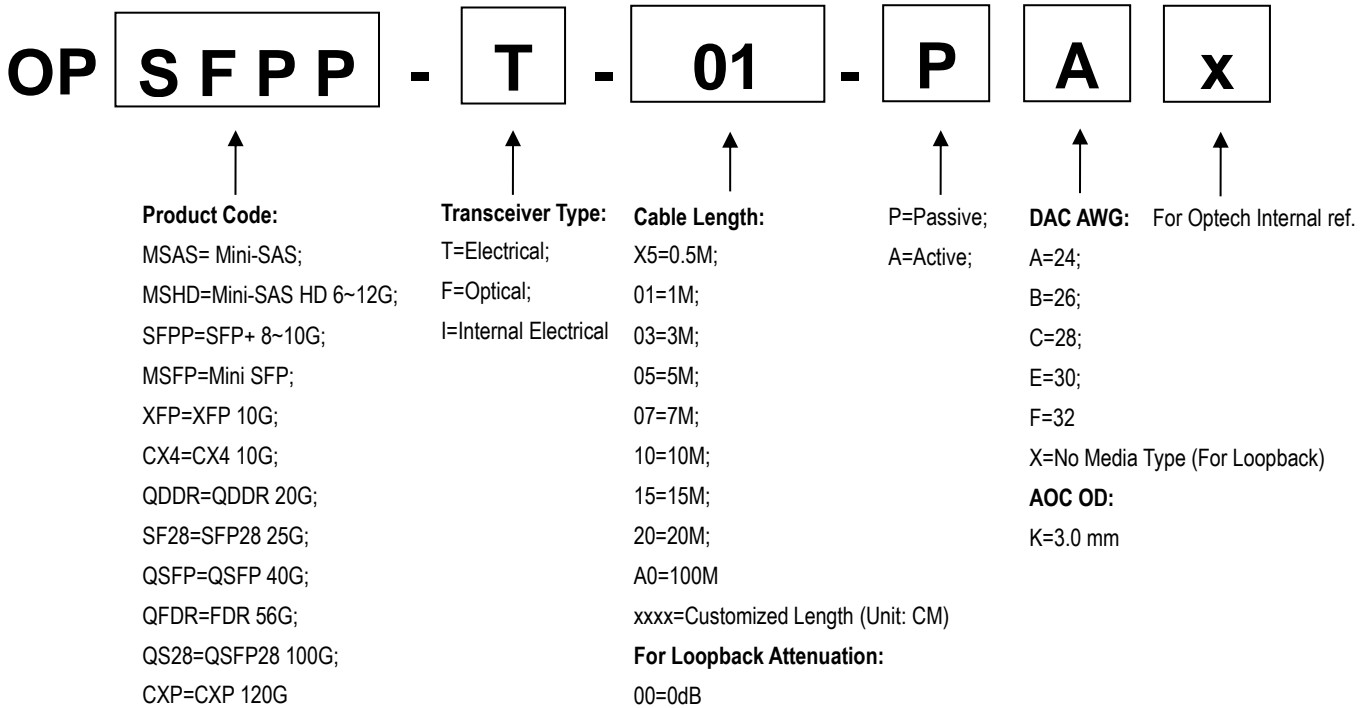 OP S F P P - T - 01 - P A x
Product Code:
MSAS= Mini-SAS;
MSHD=Mini-SAS HD 6~12G;
SFPP=SFP+ 8~10G;
MSFP=Mini SFP;
XFP=XFP 10G;
CX4=CX4 10G;
QDDR=QDDR 20G;
SF28=SFP28 25G;
QSFP=QSFP 40G;
QFDR=FDR 56G;
QS28=QSFP28 100G;
CXP=CXP 120G
Transceiver Type:
T=Electrical;
F=Optical;
I=Internal Electrical
Cable Length:
X5=0.5M;
01=1M;
03=3M;
05=5M;
07=7M;
10=10M;
15=15M;
20=20M;
A0=100M
xxxx=Customized Length (Unit: CM)
For Loopback Attenuation:
00=0dB
P=Passive;
A=Active;
DAC AWG:
A=24;
B=26;
C=28;
E=30;
F=32
X=No Media Type (For Loopback)
AOC OD:
K=3.0 mm
For Optech Internal ref.